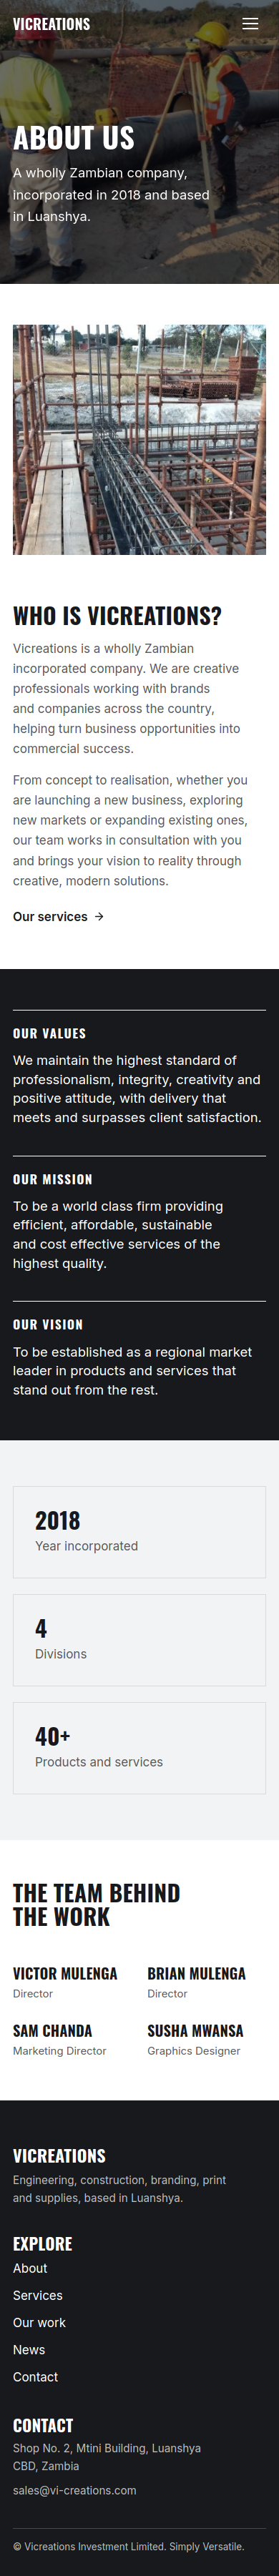 VICREATIONS
ABOUT US
A wholly Zambian company,
incorporated in 2018 and based
in Luanshya.
WHO IS VICREATIONS?
Vicreations is a wholly Zambian
incorporated company. We are creative
professionals working with brands
and companies across the country,
helping turn business opportunities into
commercial success.
From concept to realisation, whether you
are launching a new business, exploring
new markets or expanding existing ones,
our team works in consultation with you
and brings your vision to reality through
creative, modern solutions.
Our services →
OUR VALUES
We maintain the highest standard of
professionalism, integrity, creativity and
positive attitude, with delivery that
meets and surpasses client satisfaction.
OUR MISSION
To be a world class firm providing
efficient, affordable, sustainable
and cost effective services of the
highest quality.
OUR VISION
To be established as a regional market
leader in products and services that
stand out from the rest.
2018
Year incorporated
4
Divisions
40+
Products and services
THE TEAM BEHIND
THE WORK
VICTOR MULENGA
Director
BRIAN MULENGA
Director
SAM CHANDA
Marketing Director
SUSHA MWANSA
Graphics Designer
VICREATIONS
Engineering, construction, branding, print
and supplies, based in Luanshya.
EXPLORE
About
Services
Our work
News
Contact
CONTACT
Shop No. 2, Mtini Building, Luanshya
CBD, Zambia
sales@vi-creations.com
© Vicreations Investment Limited. Simply Versatile.